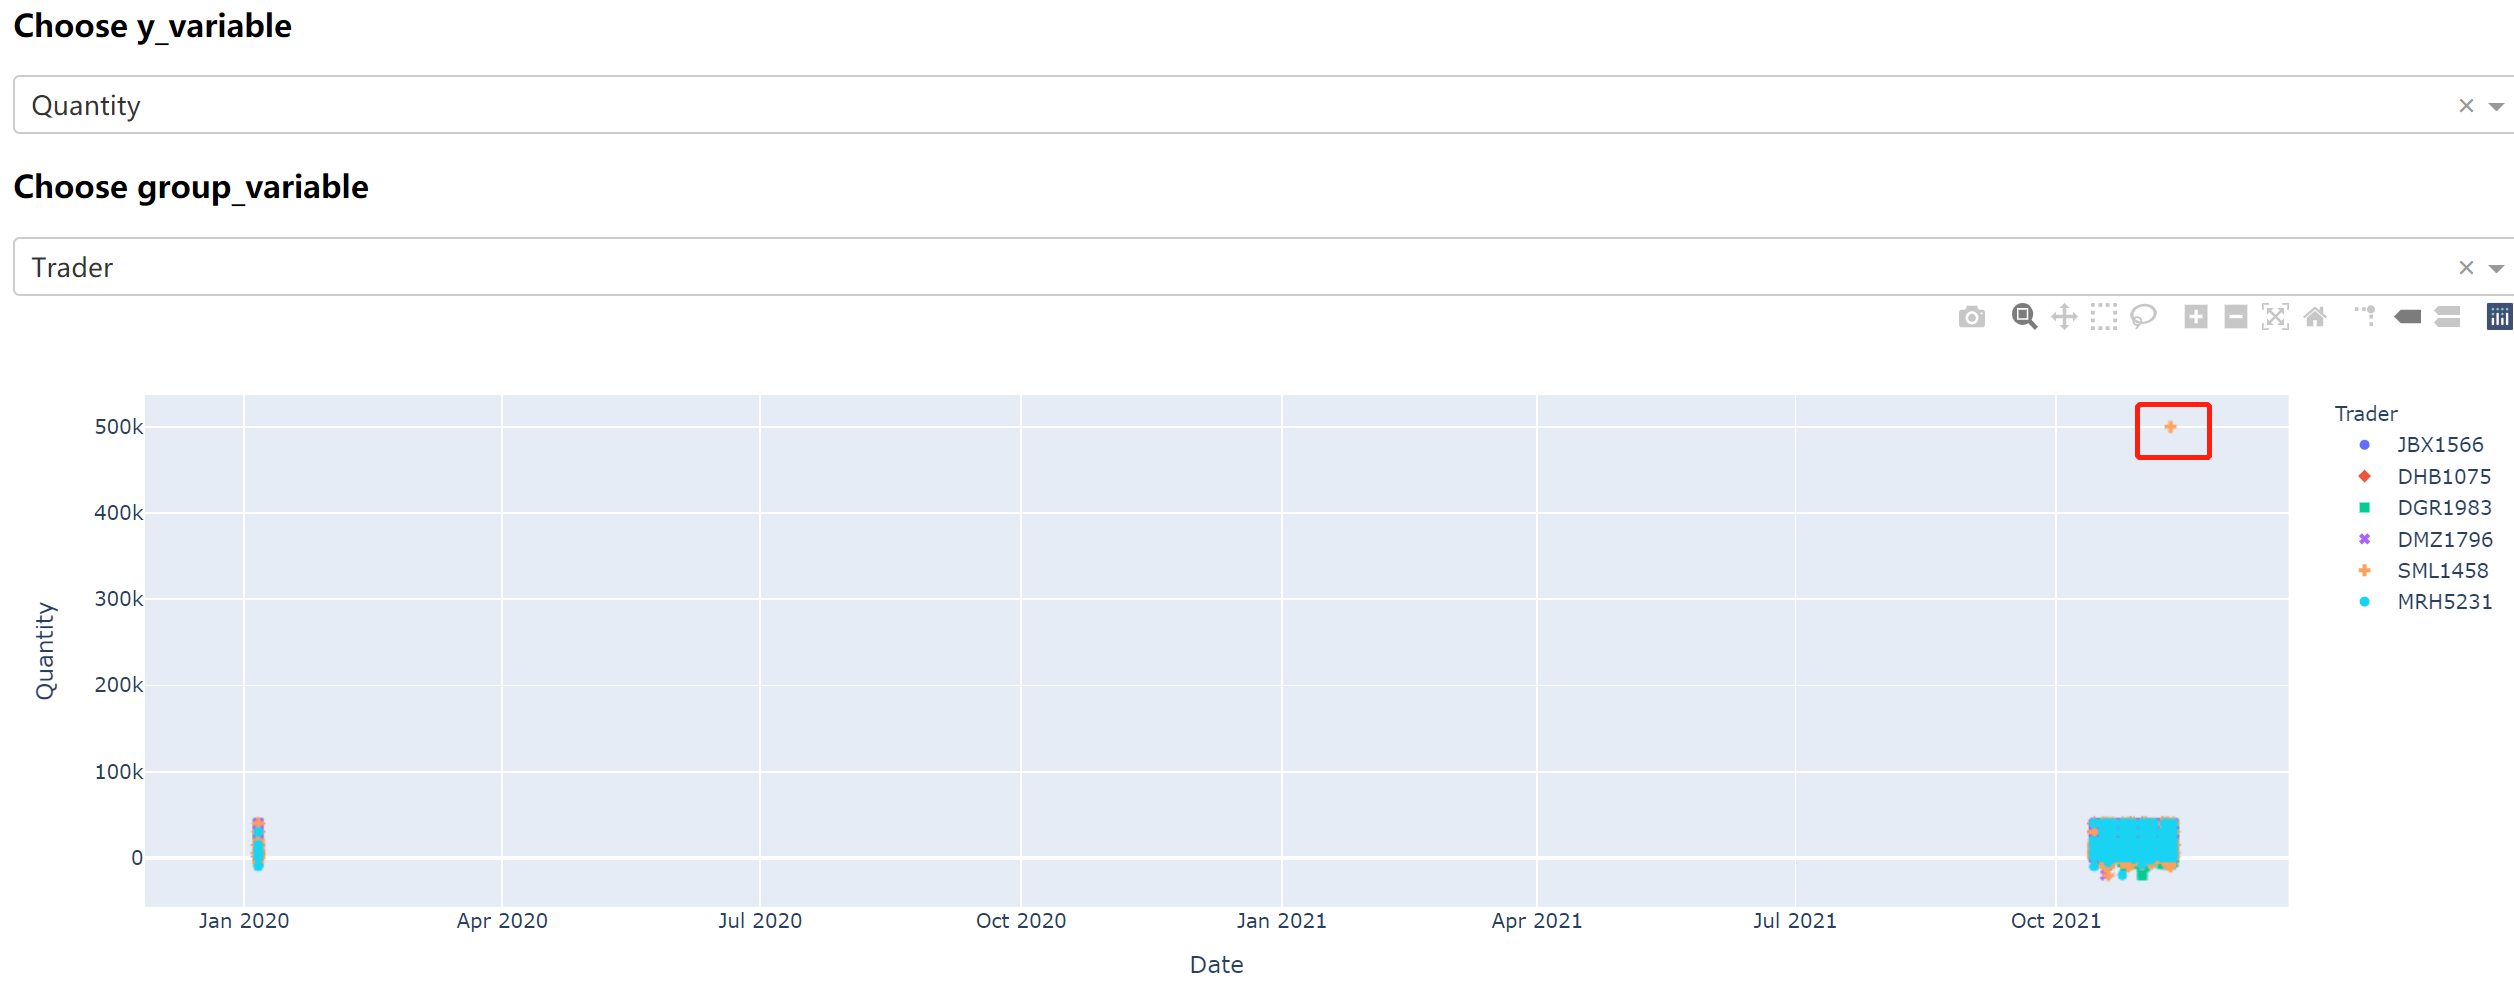 Choose y_variable
Quantity
Choose group_variable
Trader
500k
400k
300k
200k
100k
0
Quantity
Jan 2020 Apr 2020 Jul 2020 Oct 2020 Jan 2021 Apr 2021 Jul 2021 Oct 2021
Date
Trader
JBX1566
DHB1075
DGR1983
DMZ1796
SML1458
MRH5231